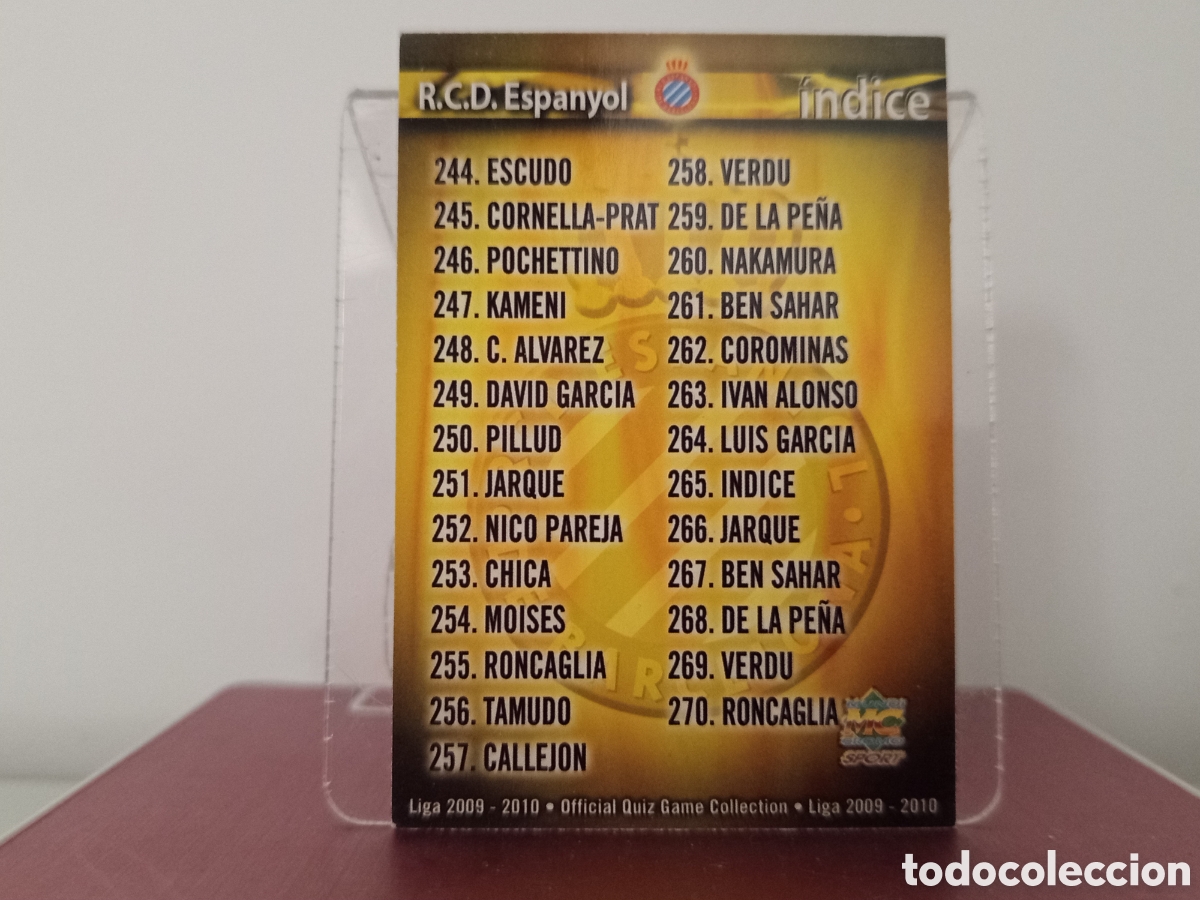 R.C.D. Espanyol
índice
244. ESCUDO
245. CORNELLA-PRAT
246. POCHETTINO
247. KAMENI
248. C. ALVAREZ
249. DAVID GARCIA
250. PILLUD
251. JARQUE
252. NICO PAREJA
253. CHICA
254. MOISES
255. RONCAGLIA
256. TAMUDO
257. CALLEJON
258. VERDU
259. DE LA PEÑA
260. NAKAMURA
261. BEN SAHAR
262. COROMINAS
263. IVAN ALONSO
264. LUIS GARCIA
265. INDICE
266. JARQUE
267. BEN SAHAR
268. DE LA PEÑA
269. VERDU
270. RONCAGLIA
MC
SPORT
Liga 2009 - 2010 • Official Quiz Game Collection • Liga 2009 - 2010
todocoleccion